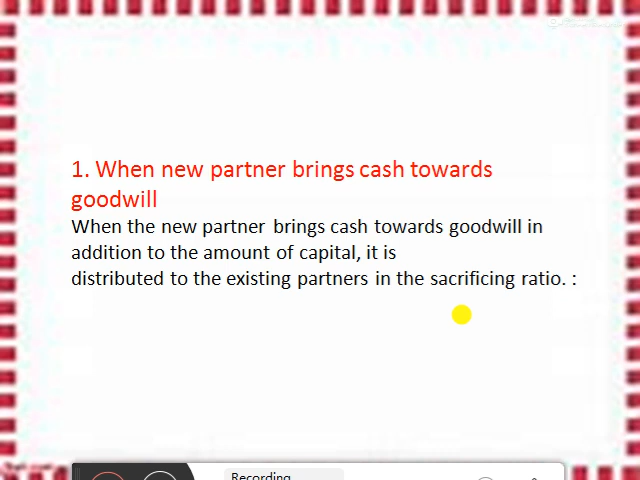 1. When new partner brings cash towards
goodwill
When the new partner brings cash towards goodwill in
addition to the amount of capital, it is
distributed to the existing partners in the sacrificing ratio. :
Recording